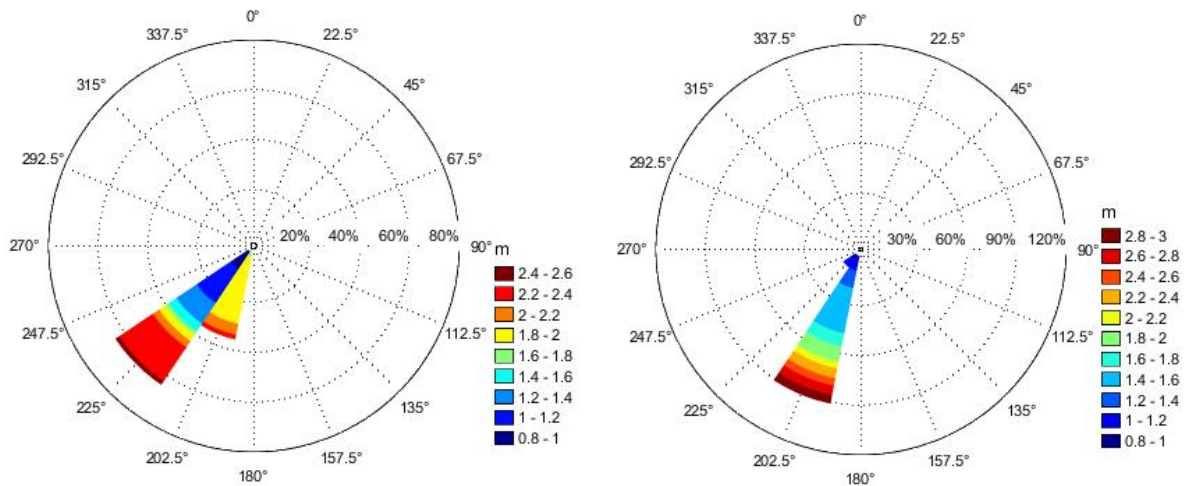 0°
337.5°
22.5°
315°
45°
292.5°
67.5°
270°
20%
40%
60%
80%
90°
247.5°
112.5°
225°
135°
202.5°
157.5°
180°
m
2.4 - 2.6
2.2 - 2.4
2 - 2.2
1.8 - 2
1.6 - 1.8
1.4 - 1.6
1.2 - 1.4
1 - 1.2
0.8 - 1
0°
337.5°
22.5°
315°
45°
292.5°
67.5°
270°
30%
60%
90%
120%
90°
247.5°
112.5°
225°
135°
202.5°
157.5°
180°
m
2.8 - 3
2.6 - 2.8
2.4 - 2.6
2.2 - 2.4
2 - 2.2
1.8 - 2
1.6 - 1.8
1.4 - 1.6
1.2 - 1.4
1 - 1.2
0.8 - 1